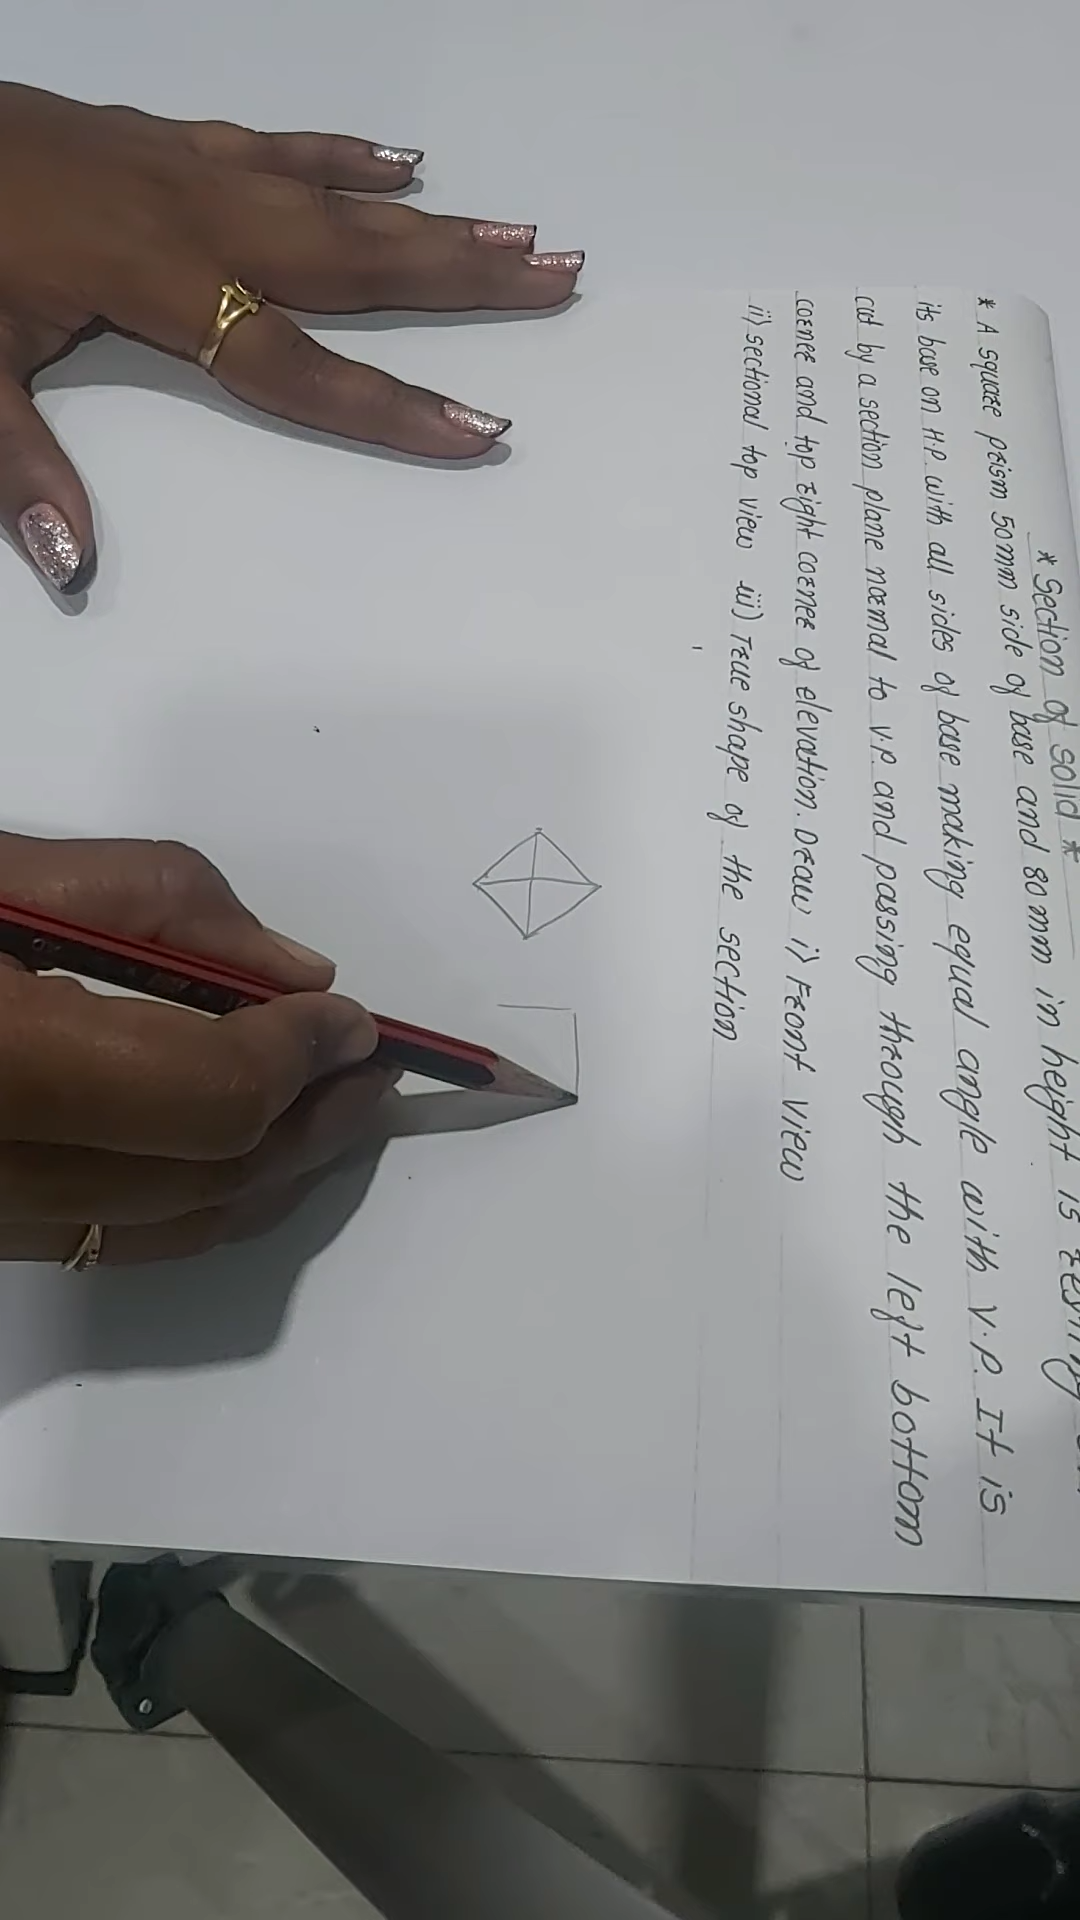 * Section of solid *
* A square prism 50mm side of base and 80mm in height is
its base on H.P. with all sides of base making equal angle with V.P. It is
cut by a section plane normal to V.P. and passing through the left bottom
corner and top right corner of elevation. Draw i) Front view
ii) sectional top view iii) True shape of the section